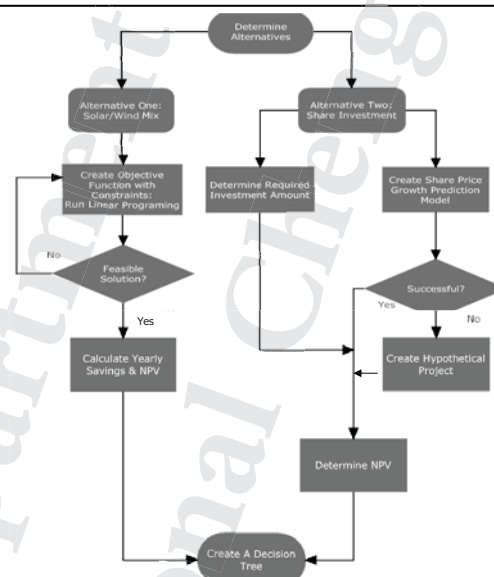 Determine
Alternatives
Alternative One:
Solar/Wind Mix
Alternative Two:
Share Investment
Create Objective
Function with
Constraints:
Run Linear Programing
Determine Required
Investment Amount
Create Share Price
Growth Prediction
Model
No
Feasible
Solution?
Successful?
Yes
No
Yes
Calculate Yearly
Savings & NPV
Create Hypothetical
Project
Determine NPV
Create A Decision
Tree